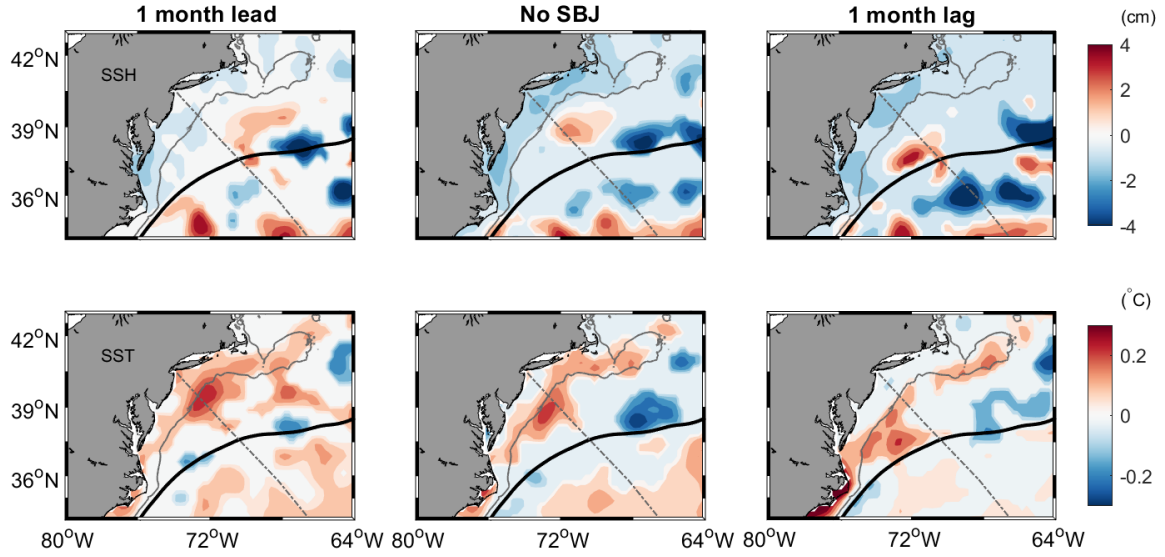 1 month lead No SBJ 1 month lag (cm)
42°N SSH 4
39°N 2
36°N 0
-2
-4
(°C)
42°N SST 0.2
39°N 0
36°N -0.2
80°W 72°W 64°W 80°W 72°W 64°W 80°W 72°W 64°W